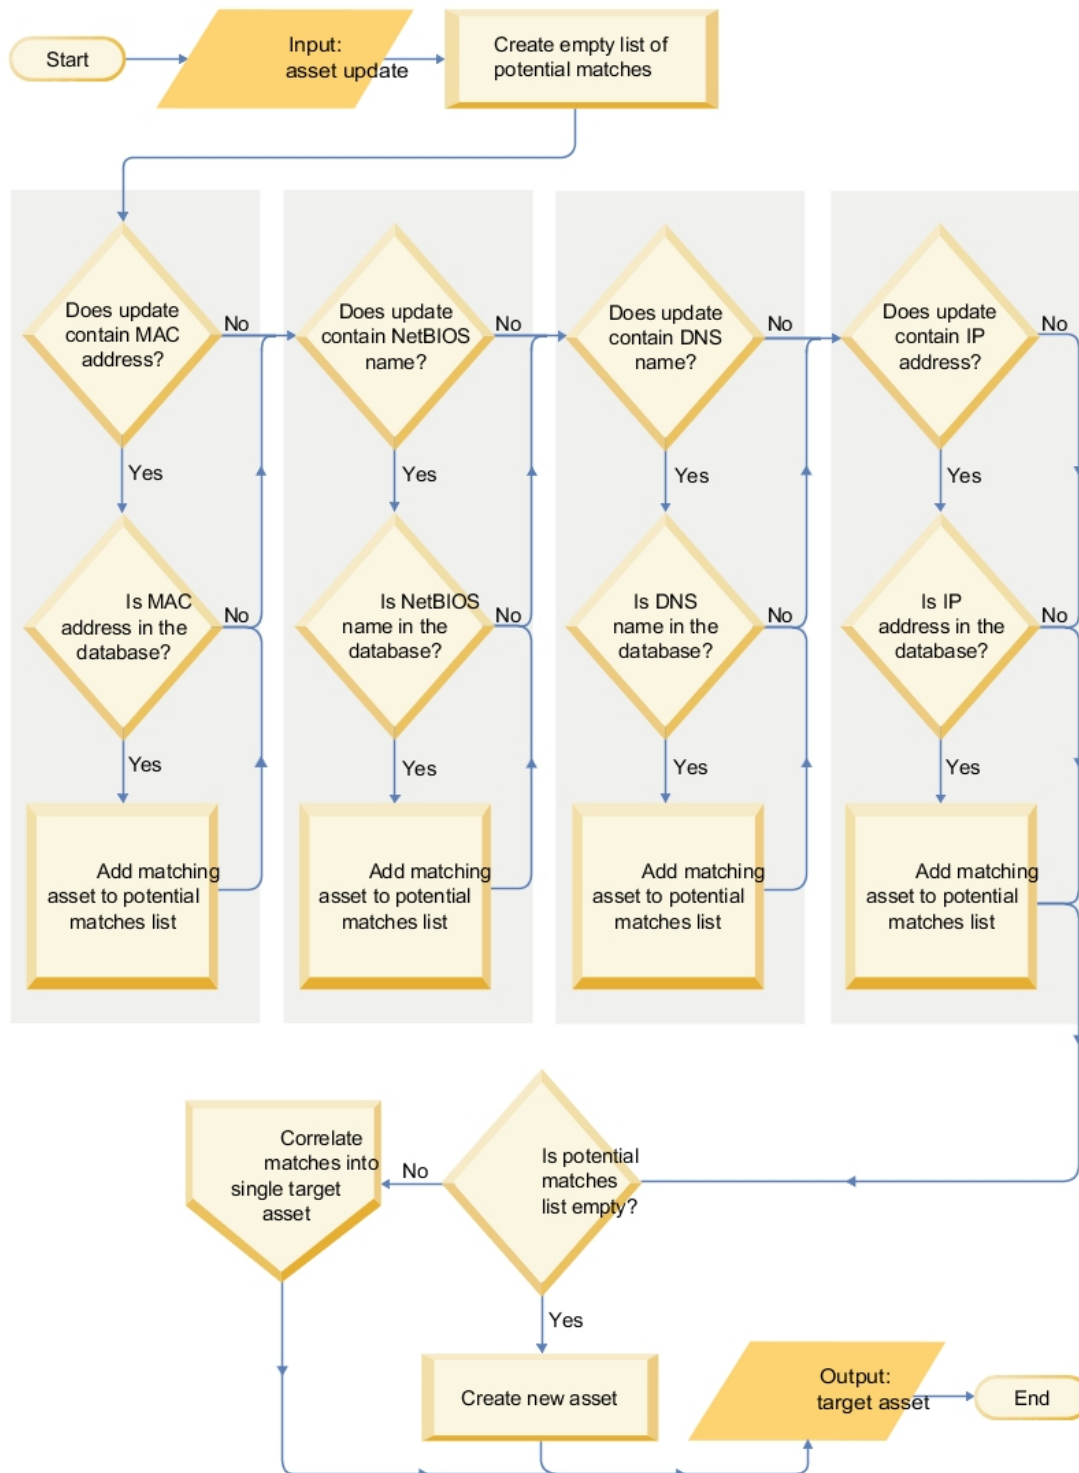 Start
Input:
asset update
Create empty list of
potential matches
Does update
contain MAC
address?
No
Yes
Is MAC
address in the
database?
No
Yes
Add matching
asset to potential
matches list
Does update
contain NetBIOS
name?
No
Yes
Is NetBIOS
name in the
database?
No
Yes
Add matching
asset to potential
matches list
Does update
contain DNS
name?
No
Yes
Is DNS
name in the
database?
No
Yes
Add matching
asset to potential
matches list
Does update
contain IP
address?
No
Yes
Is IP
address in the
database?
No
Yes
Add matching
asset to potential
matches list
Is potential
matches
list empty?
No
Correlate
matches into
single target
asset
Yes
Create new asset
Output:
target asset
End